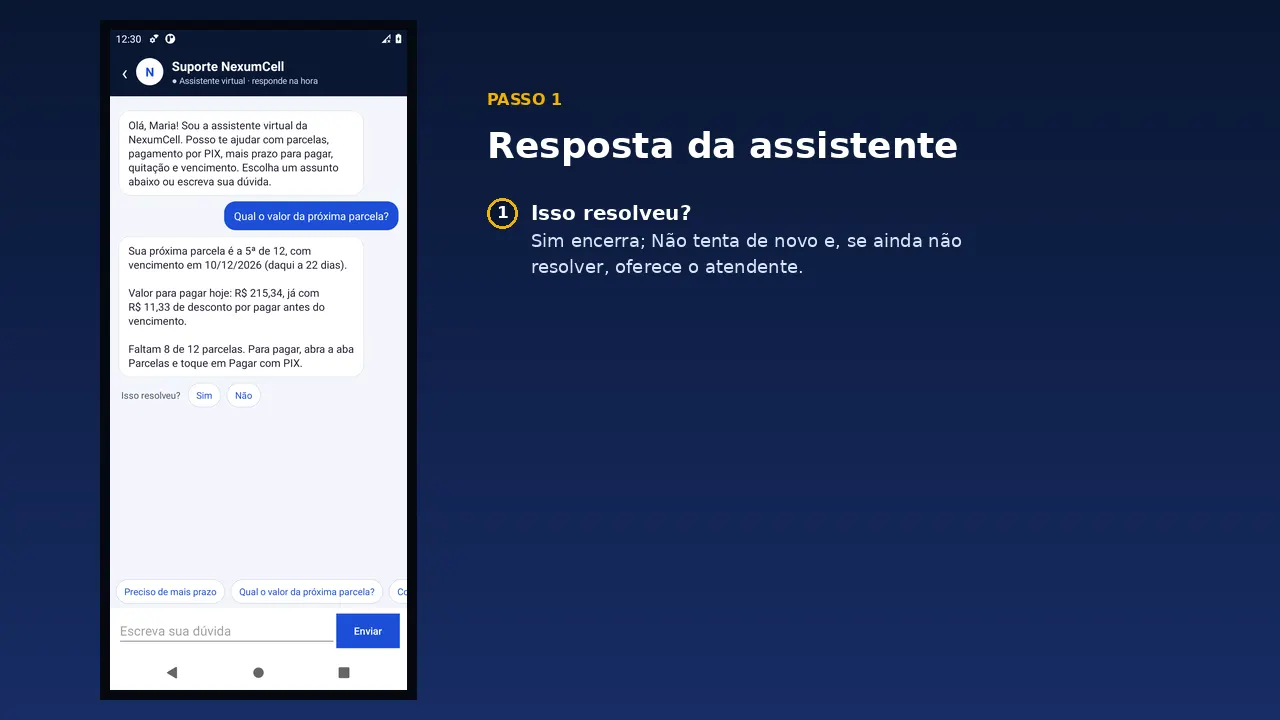 12:30
Suporte NexumCell
● Assistente virtual · responde na hora
Olá, Maria! Sou a assistente virtual da
NexumCell. Posso te ajudar com parcelas,
pagamento por PIX, mais prazo para pagar,
quitação e vencimento. Escolha um assunto
abaixo ou escreva sua dúvida.
Qual o valor da próxima parcela?
Sua próxima parcela é a 5ª de 12, com
vencimento em 10/12/2026 (daqui a 22 dias).
Valor para pagar hoje: R$ 215,34, já com
R$ 11,33 de desconto por pagar antes do
vencimento.
Faltam 8 de 12 parcelas. Para pagar, abra a aba
Parcelas e toque em Pagar com PIX.
Isso resolveu? Sim Não
Preciso de mais prazo Qual o valor da próxima parcela? Co
Escreva sua dúvida Enviar
PASSO 1
Resposta da assistente
1 Isso resolveu?
Sim encerra; Não tenta de novo e, se ainda não
resolver, oferece o atendente.